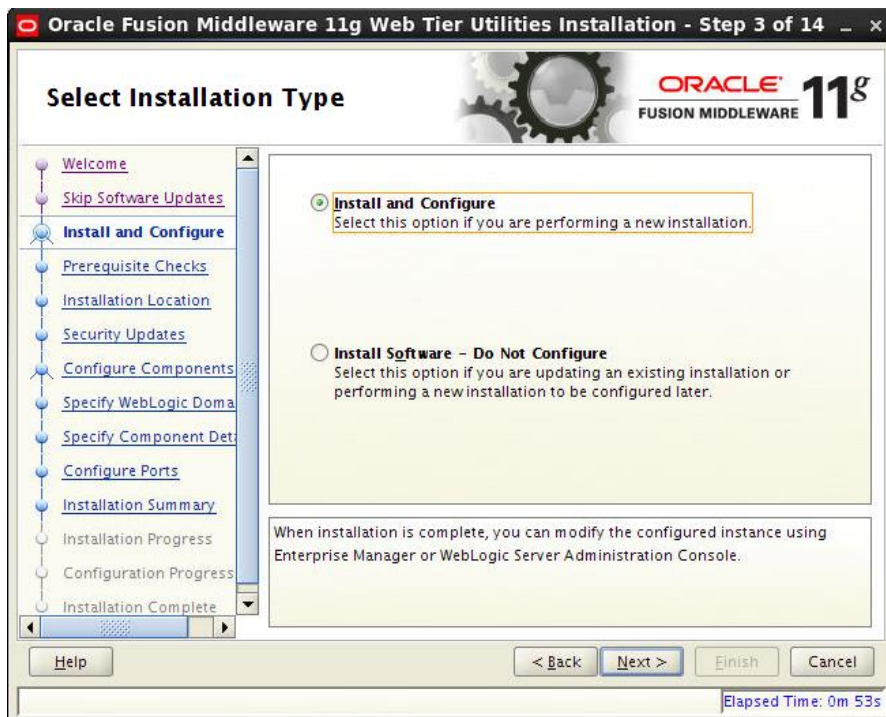 Oracle Fusion Middleware 11g Web Tier Utilities Installation - Step 3 of 14
Select Installation Type
ORACLE
FUSION MIDDLEWARE
11g
Welcome
Skip Software Updates
Install and Configure
Prerequisite Checks
Installation Location
Security Updates
Configure Components
Specify WebLogic Doma
Specify Component Deta
Configure Ports
Installation Summary
Installation Progress
Configuration Progress
Installation Complete
Install and Configure
Select this option if you are performing a new installation.
Install Software - Do Not Configure
Select this option if you are updating an existing installation or
performing a new installation to be configured later.
When installation is complete, you can modify the configured instance using
Enterprise Manager or WebLogic Server Administration Console.
Help
< Back
Next >
Finish
Cancel
Elapsed Time: 0m 53s